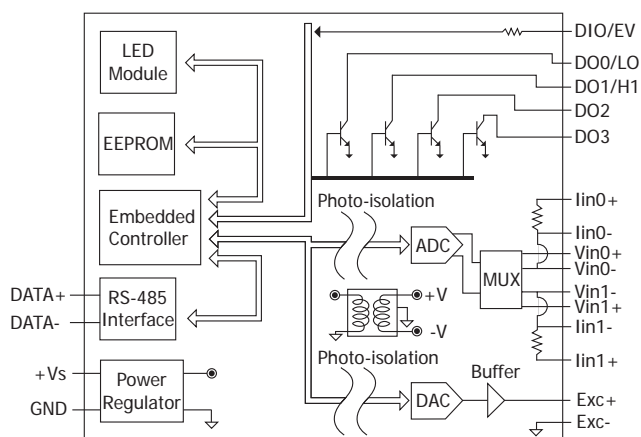 LED
Module
EEPROM
Embedded
Controller
DATA+
DATA-
RS-485
Interface
+Vs
GND
Power
Regulator
DIO/EV
DO0/LO
DO1/H1
DO2
DO3
Photo-isolation
ADC
MUX
Iin0+
Iin0-
Vin0+
Vin0-
Vin1-
Vin1+
Iin1-
Iin1+
+V
-V
Photo-isolation
DAC
Buffer
Exc+
Exc-